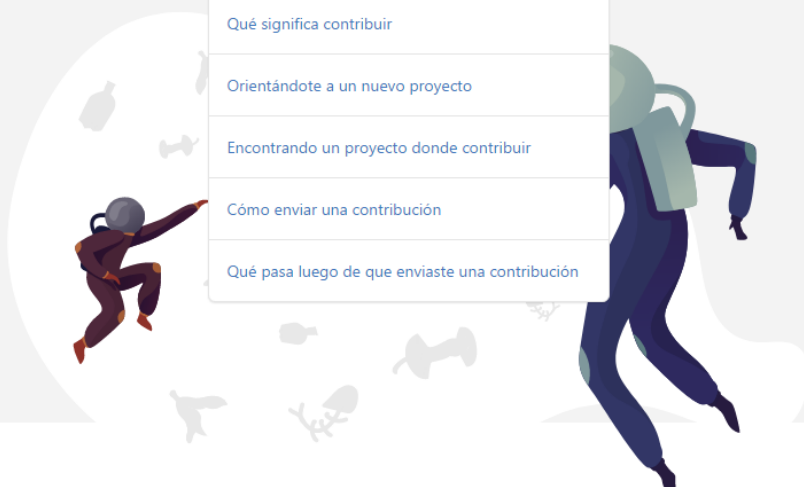 Qué significa contribuir
Orientándote a un nuevo proyecto
Encontrando un proyecto donde contribuir
Cómo enviar una contribución
Qué pasa luego de que enviaste una contribución